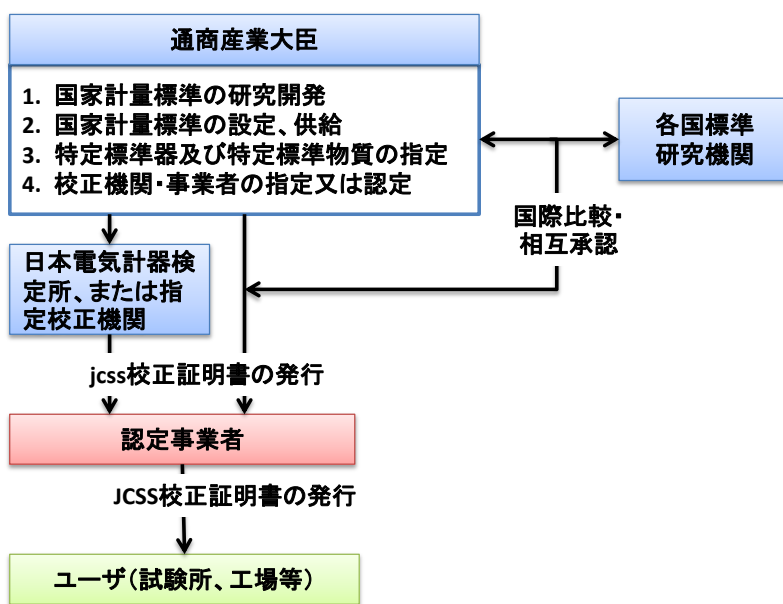 通商産業大臣
1. 国家計量標準の研究開発
2. 国家計量標準の設定、供給
3. 特定標準器及び特定標準物質の指定
4. 校正機関・事業者の指定又は認定
各国標準
研究機関
国際比較・
相互承認
日本電気計器検
定所、または指
定校正機関
jcss校正証明書の発行
認定事業者
JCSS校正証明書の発行
ユーザ（試験所、工場等）